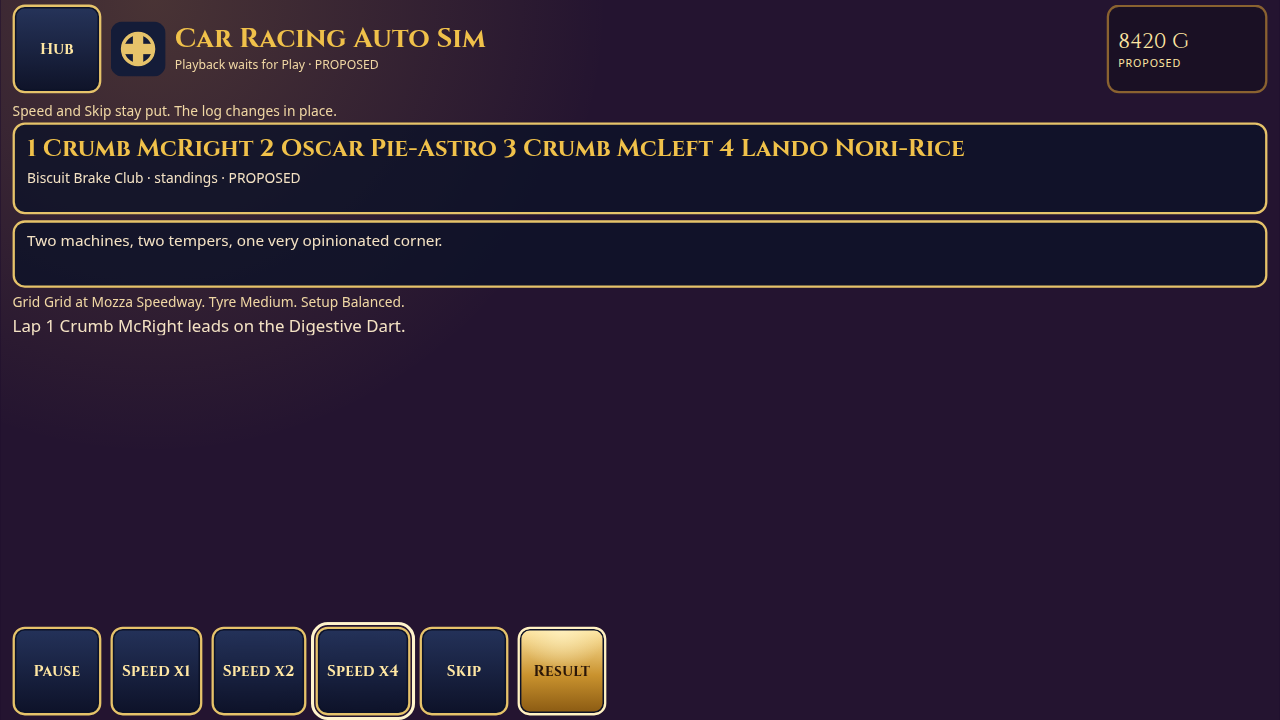 Hub
Car Racing Auto Sim
Playback waits for Play · PROPOSED
8420 G
PROPOSED
Speed and Skip stay put. The log changes in place.
1 Crumb McRight 2 Oscar Pie-Astro 3 Crumb McLeft 4 Lando Nori-Rice
Biscuit Brake Club · standings · PROPOSED
Two machines, two tempers, one very opinionated corner.
Grid Grid at Mozza Speedway. Tyre Medium. Setup Balanced.
Lap 1 Crumb McRight leads on the Digestive Dart.
Pause
Speed x1
Speed x2
Speed x4
Skip
Result